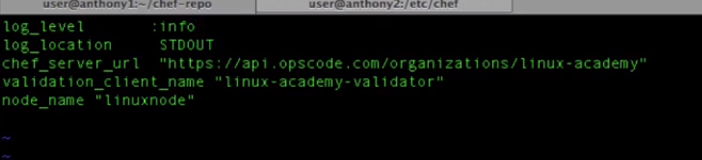 user@anthony1:~/chef-repo
user@anthony2:/etc/chef
log_level :info
log_location STDOUT
chef_server_url "https://api.opscode.com/organizations/linux-academy"
validation_client_name "linux-academy-validator"
node_name "linuxnode"
~
~